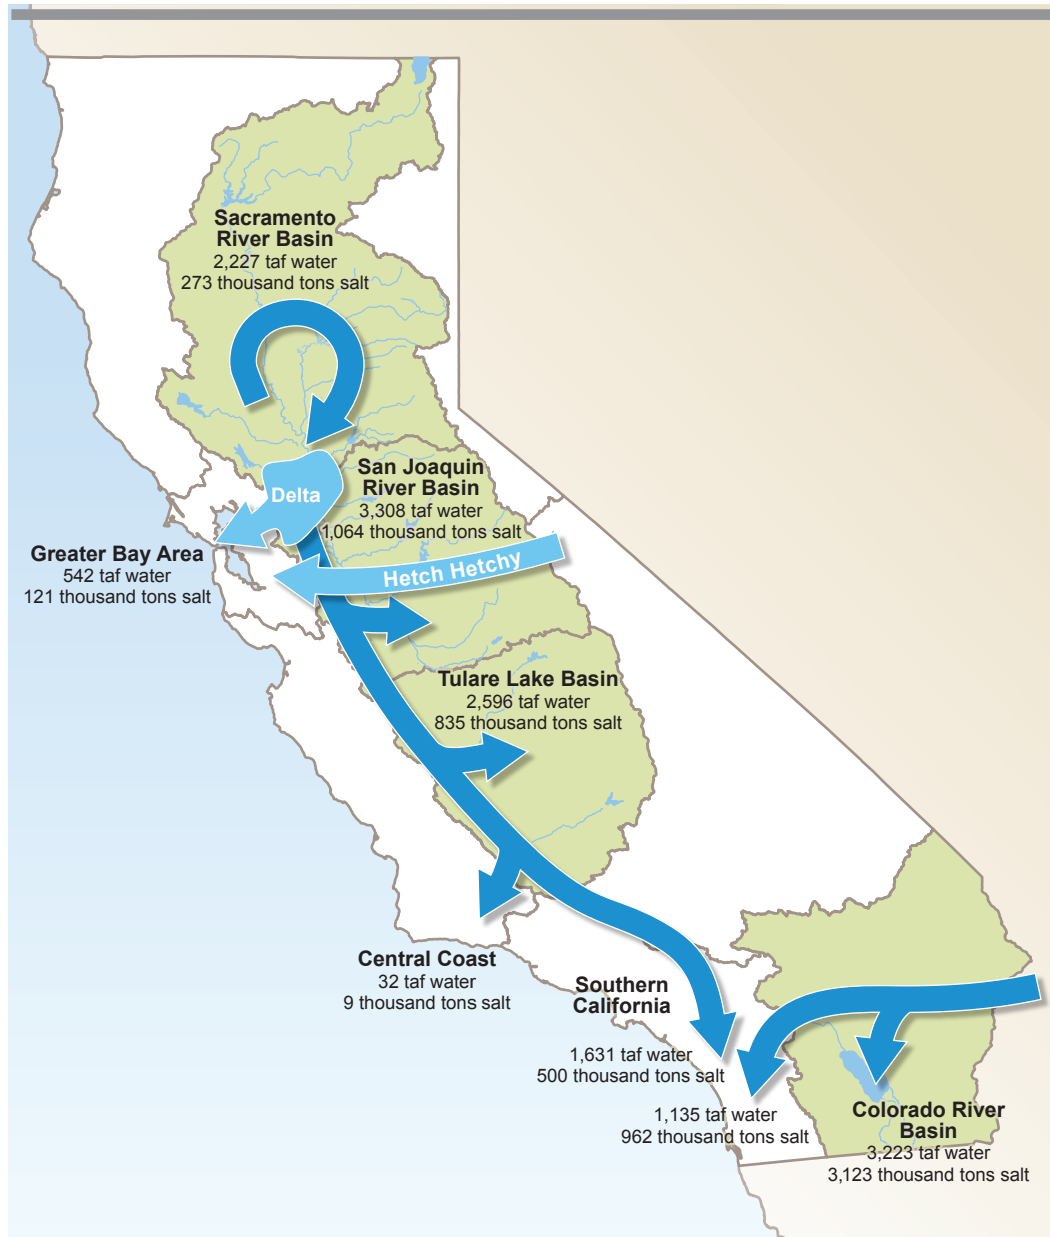 Sacramento
River Basin
2,227 taf water
273 thousand tons salt
Delta
San Joaquin
River Basin
3,308 taf water
1,064 thousand tons salt
Greater Bay Area
542 taf water
121 thousand tons salt
Hetch Hetchy
Tulare Lake Basin
2,596 taf water
835 thousand tons salt
Central Coast
32 taf water
9 thousand tons salt
Southern
California
1,631 taf water
500 thousand tons salt
1,135 taf water
962 thousand tons salt
Colorado River
Basin
3,223 taf water
3,123 thousand tons salt